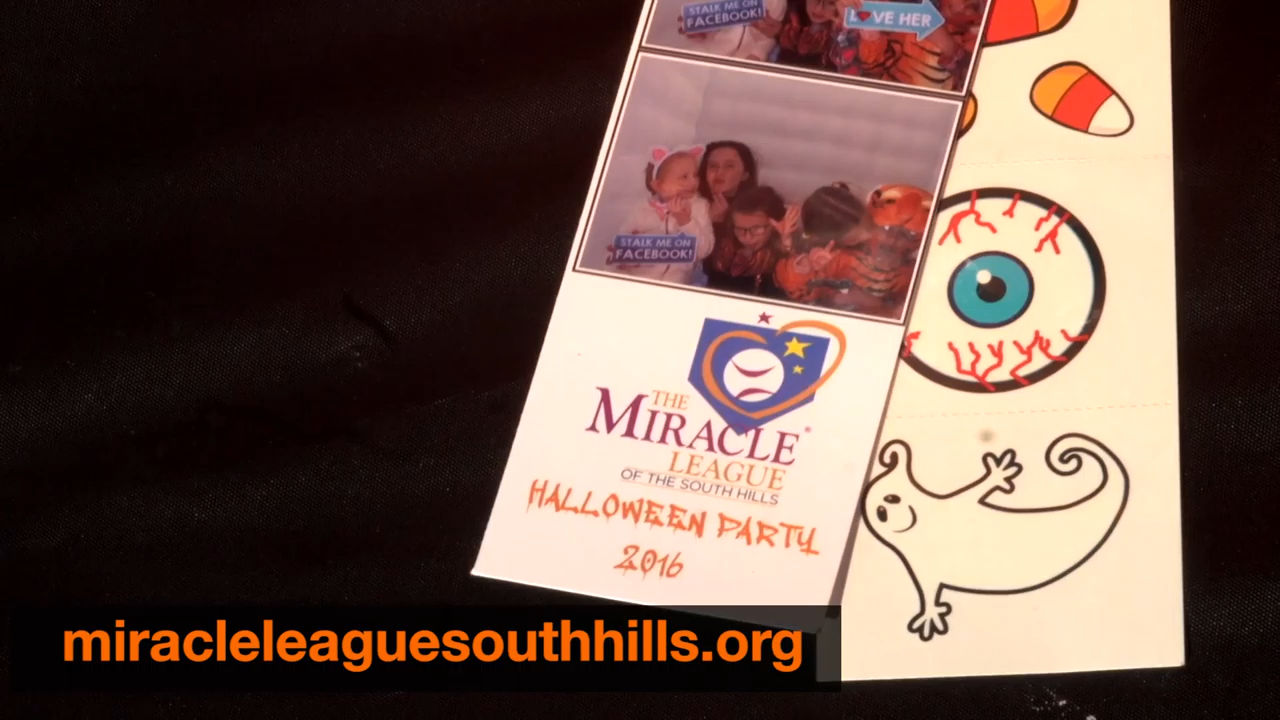 STALK ME ON
FACEBOOK!
L❤VE HER
STALK ME ON
FACEBOOK!
THE
MIRACLE®
LEAGUE
OF THE SOUTH HILLS
HALLOWEEN PARTY
2016
miracleleaguesouthhills.org